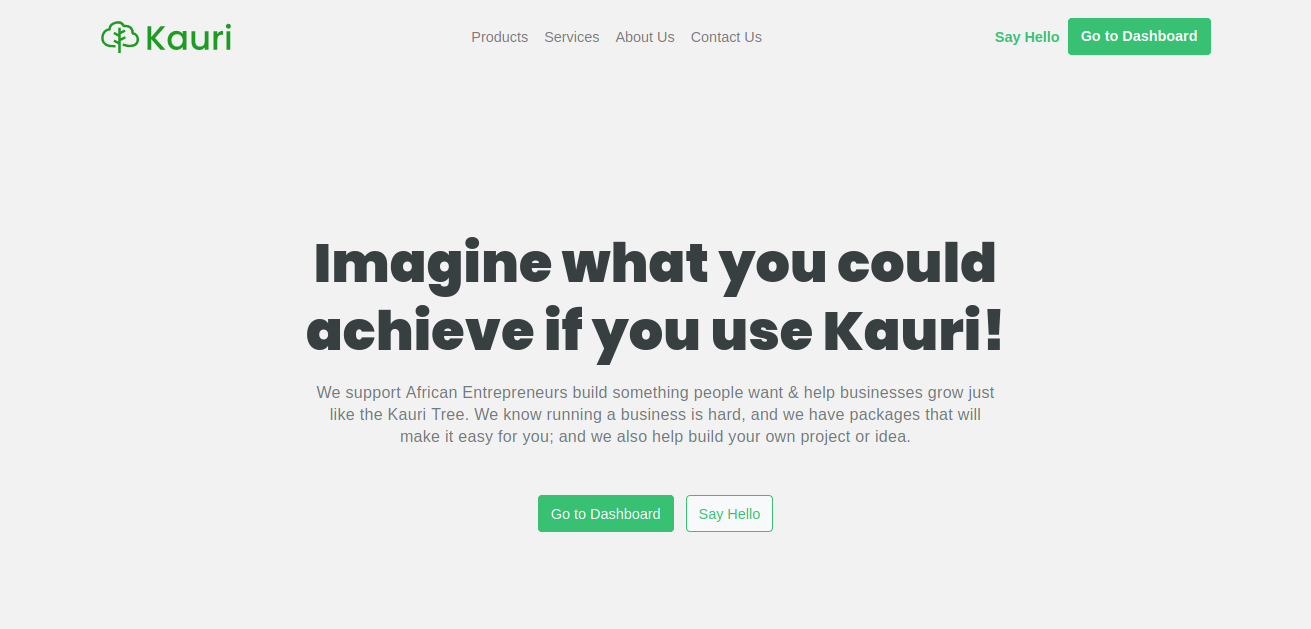 Kauri
Products Services About Us Contact Us
Say Hello
Go to Dashboard
Imagine what you could
achieve if you use Kauri!
We support African Entrepreneurs build something people want & help businesses grow just
like the Kauri Tree. We know running a business is hard, and we have packages that will
make it easy for you; and we also help build your own project or idea.
Go to Dashboard
Say Hello